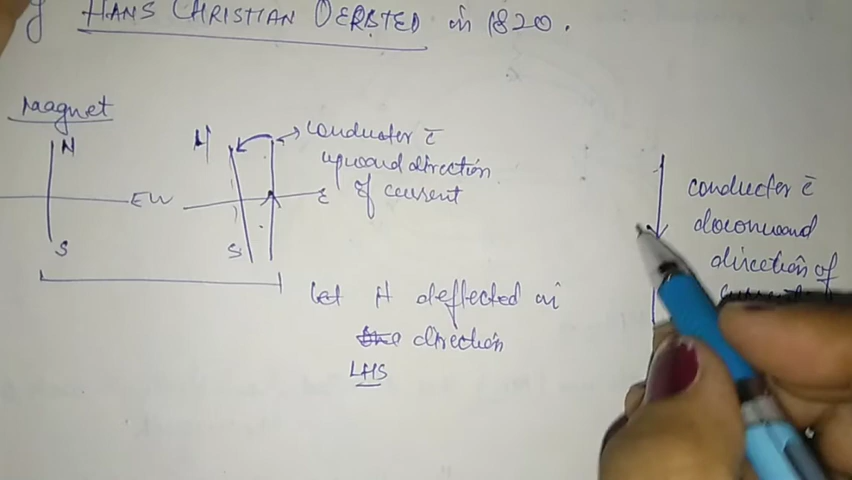 HANS CHRISTIAN OERSTED in 1820.
Magnet
N
S
E W
N
S
E
conductor c̄
upward direction
of current
let N deflected in
direction
LHS
conductor c̄
downward
direction of
current